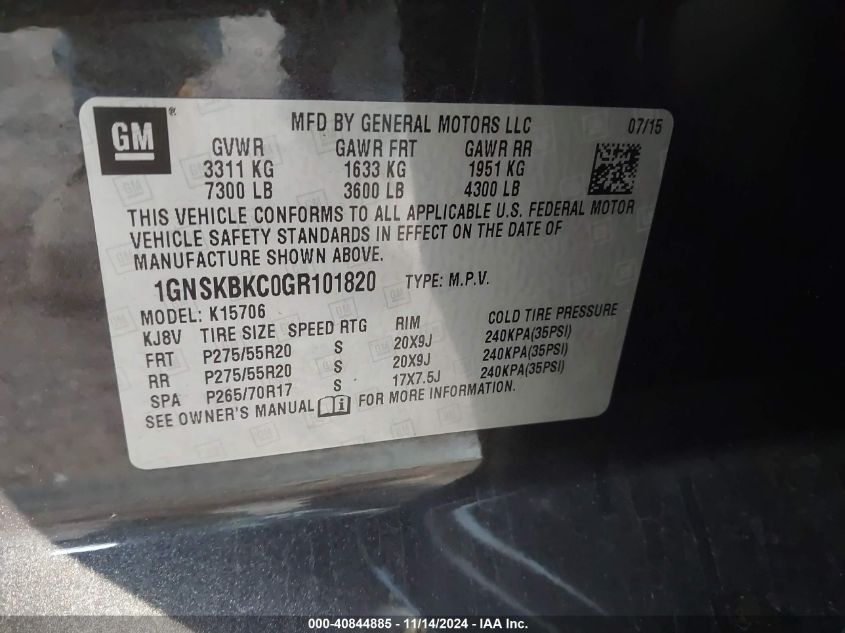 GM ®
MFD BY GENERAL MOTORS LLC 07/15
GVWR GAWR FRT GAWR RR
3311 KG 1633 KG 1951 KG
7300 LB 3600 LB 4300 LB
THIS VEHICLE CONFORMS TO ALL APPLICABLE U.S. FEDERAL MOTOR
VEHICLE SAFETY STANDARDS IN EFFECT ON THE DATE OF
MANUFACTURE SHOWN ABOVE.
1GNSKBKC0GR101820 TYPE: M.P.V.
MODEL: K15706
KJ8V TIRE SIZE SPEED RTG RIM COLD TIRE PRESSURE
FRT P275/55R20 S 20X9J 240KPA(35PSI)
RR P275/55R20 S 20X9J 240KPA(35PSI)
SPA P265/70R17 S 17X7.5J 240KPA(35PSI)
SEE OWNER'S MANUAL i FOR MORE INFORMATION.
000-40844885 - 11/14/2024 - IAA Inc.